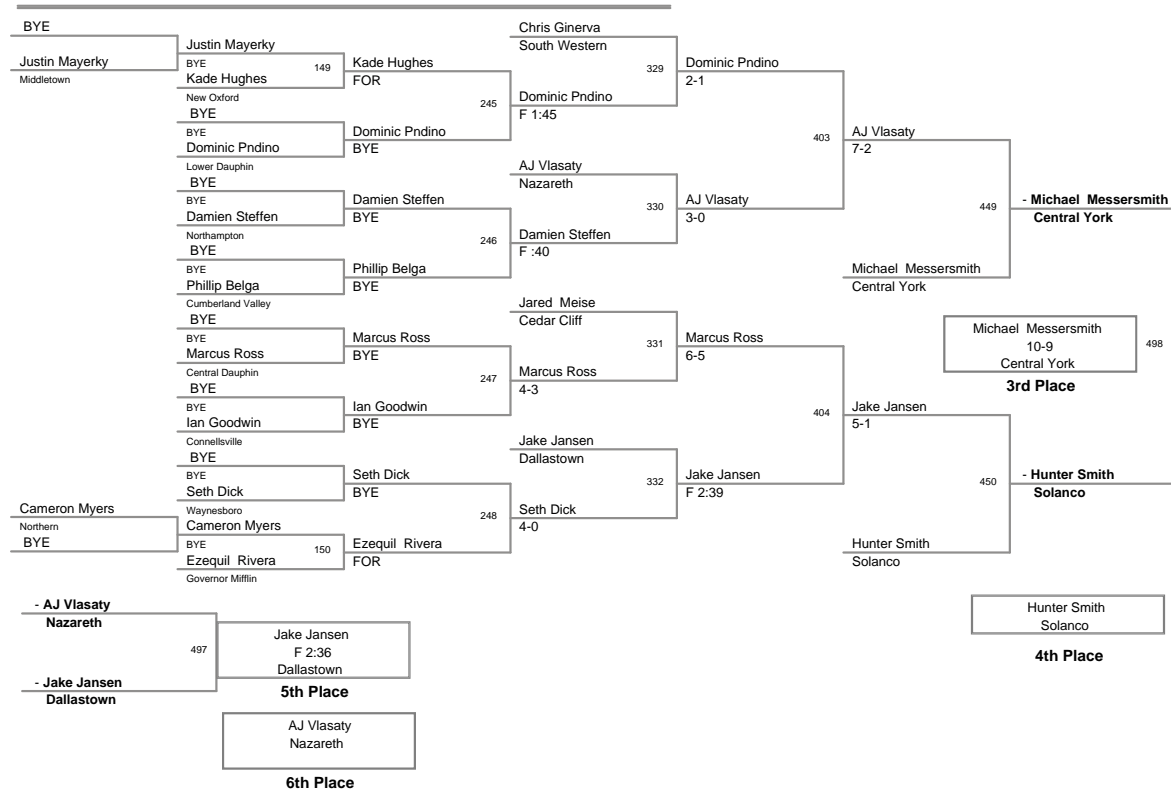 BYE
Justin Mayerky
Middletown
Cameron Myers
Northern
BYE
Justin Mayerky
BYE
149
Kade Hughes
New Oxford
BYE
BYE
Dominic Pndino
Lower Dauphin
BYE
BYE
Damien Steffen
Northampton
BYE
BYE
Phillip Belga
Cumberland Valley
BYE
BYE
Marcus Ross
Central Dauphin
BYE
BYE
Ian Goodwin
Connellsville
BYE
BYE
Seth Dick
Waynesboro
Cameron Myers
BYE
150
Ezequil Rivera
Governor Mifflin
Kade Hughes
FOR
245
Dominic Pndino
BYE
Damien Steffen
BYE
246
Phillip Belga
BYE
Marcus Ross
BYE
247
Ian Goodwin
BYE
Seth Dick
BYE
248
Ezequil Rivera
FOR
Chris Ginerva
South Western
329
Dominic Pndino
F 1:45
AJ Vlasaty
Nazareth
330
Damien Steffen
F :40
Jared Meise
Cedar Cliff
331
Marcus Ross
4-3
Jake Jansen
Dallastown
332
Seth Dick
4-0
Dominic Pndino
2-1
403
AJ Vlasaty
3-0
Marcus Ross
6-5
404
Jake Jansen
F 2:39
AJ Vlasaty
7-2
449
Michael Messersmith
Central York
Jake Jansen
5-1
450
Hunter Smith
Solanco
- Michael Messersmith
Central York
Michael Messersmith
10-9
Central York
498
3rd Place
- Hunter Smith
Solanco
Hunter Smith
Solanco
4th Place
- AJ Vlasaty
Nazareth
497
- Jake Jansen
Dallastown
Jake Jansen
F 2:36
Dallastown
5th Place
AJ Vlasaty
Nazareth
6th Place